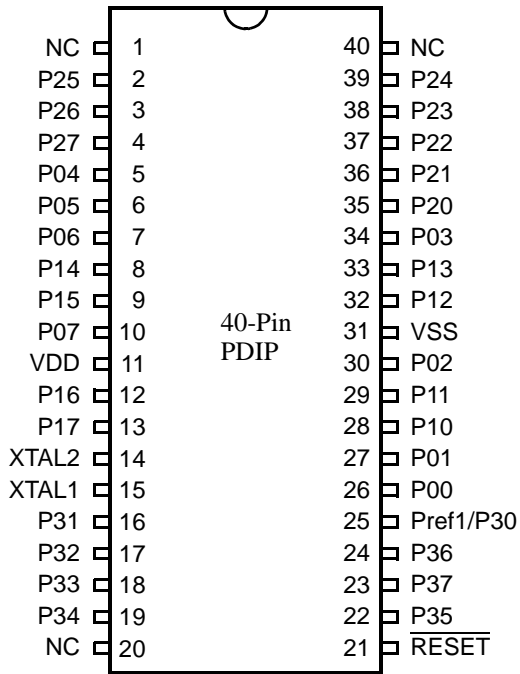 NC 1 40 NC
P25 2 39 P24
P26 3 38 P23
P27 4 37 P22
P04 5 36 P21
P05 6 35 P20
P06 7 34 P03
P14 8 33 P13
P15 9 32 P12
P07 10 40-Pin 31 VSS
VDD 11 PDIP 30 P02
P16 12 29 P11
P17 13 28 P10
XTAL2 14 27 P01
XTAL1 15 26 P00
P31 16 25 Pref1/P30
P32 17 24 P36
P33 18 23 P37
P34 19 22 P35
NC 20 21 RESET